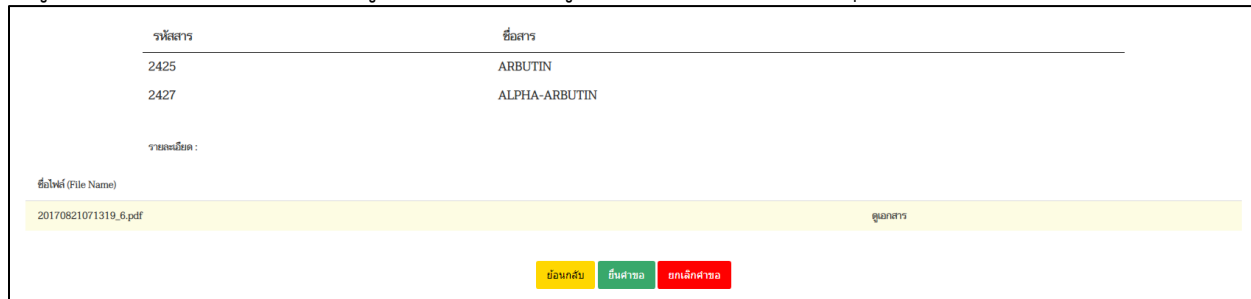 รหัสสาร ชื่อสาร
2425 ARBUTIN
2427 ALPHA-ARBUTIN
รายละเอียด :
ชื่อไฟล์ (File Name)
20170821071319_6.pdf ดูเอกสาร
ย้อนกลับ ยื่นคำขอ ยกเลิกคำขอ